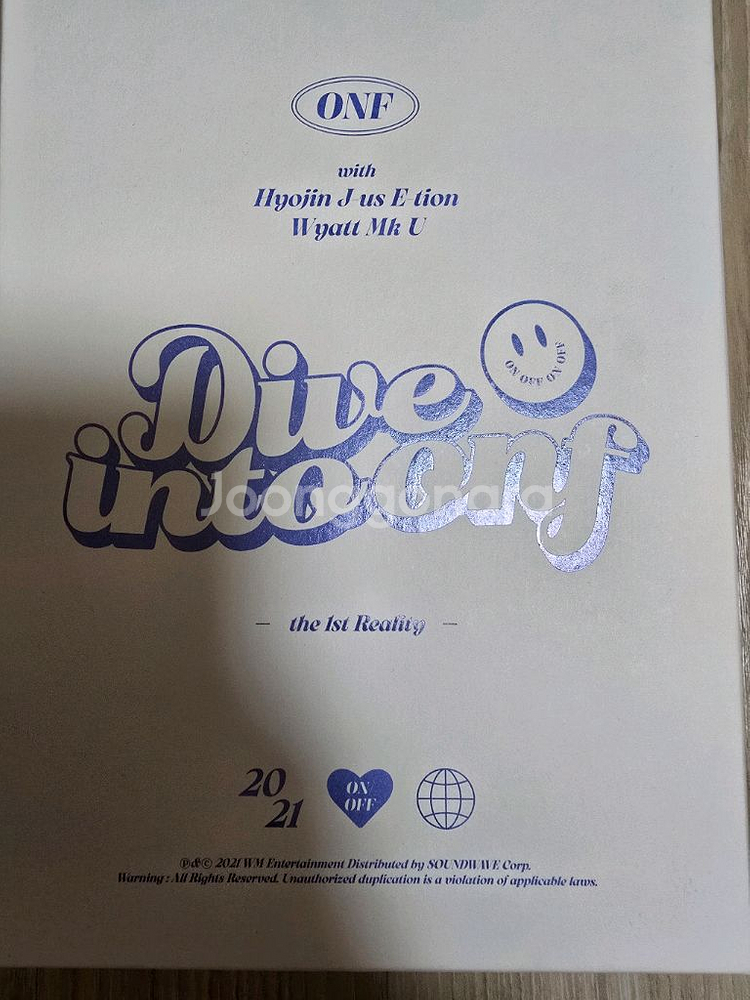 ONF
with
Hyojin J-us E-tion
Wyatt Mk U
Dive
ON OFF ON OFF
into onf
Joonggonara
– the 1st Reality –
20
21
ON
OFF
℗&© 2021 WM Entertainment Distributed by SOUNDWAVE Corp.
Warning : All Rights Reserved. Unauthorized duplication is a violation of applicable laws.